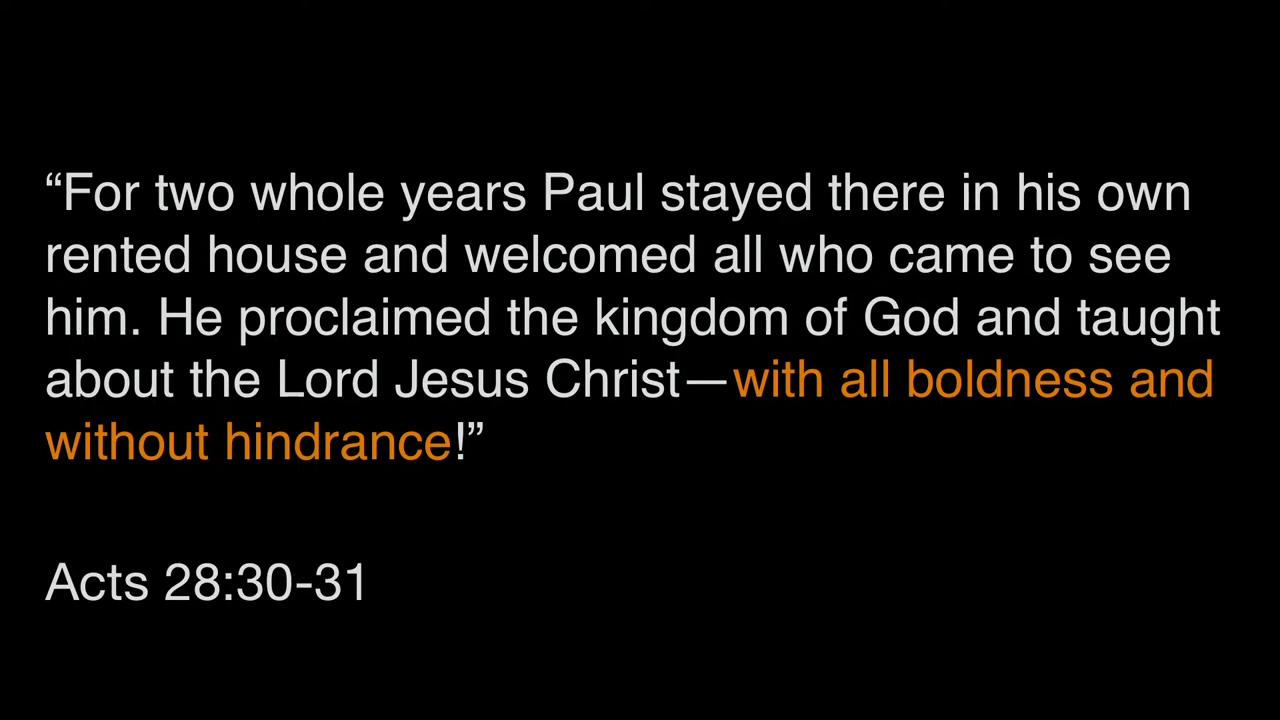 “For two whole years Paul stayed there in his own
rented house and welcomed all who came to see
him. He proclaimed the kingdom of God and taught
about the Lord Jesus Christ—with all boldness and
without hindrance!”
Acts 28:30-31